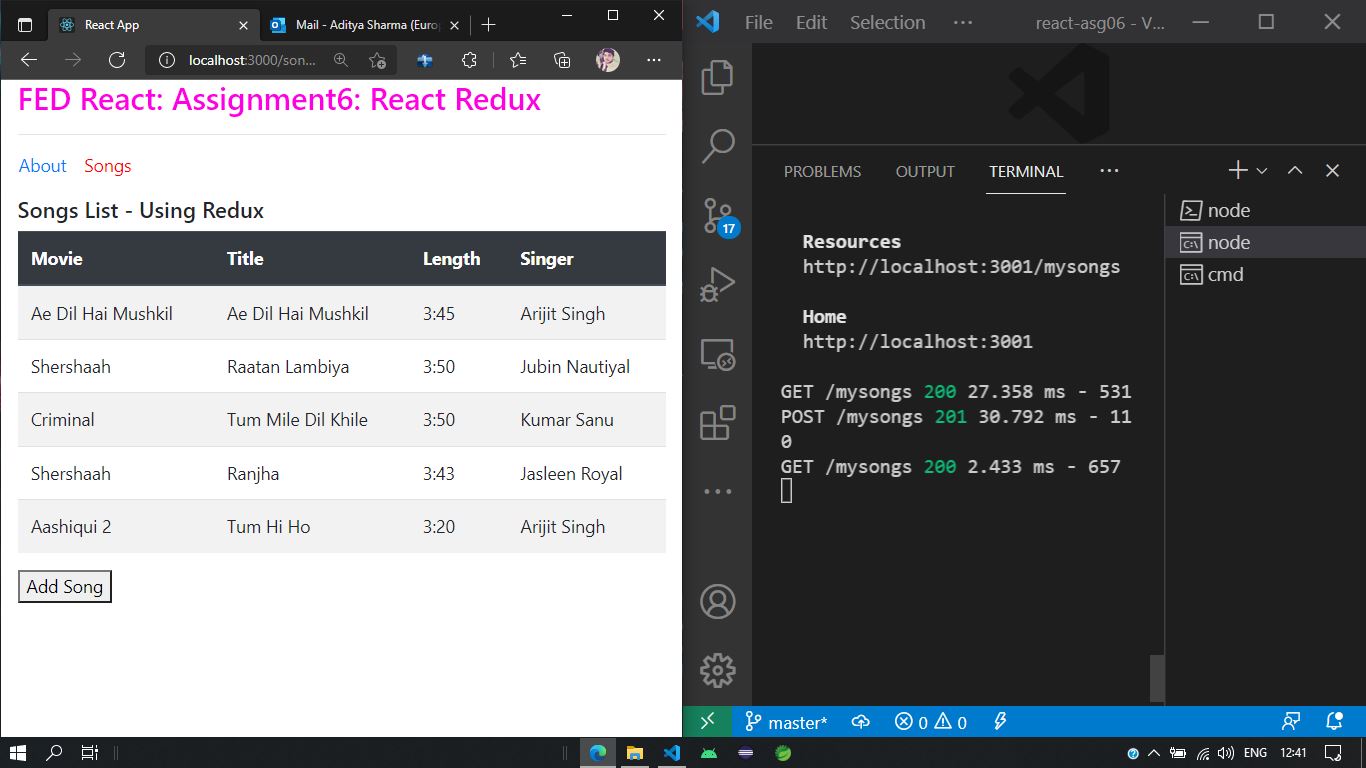 React App
Mail - Aditya Sharma (Europ
localhost:3000/son...
FED React: Assignment6: React Redux
About Songs
Songs List - Using Redux
Movie Title Length Singer
Ae Dil Hai Mushkil Ae Dil Hai Mushkil 3:45 Arijit Singh
Shershaah Raatan Lambiya 3:50 Jubin Nautiyal
Criminal Tum Mile Dil Khile 3:50 Kumar Sanu
Shershaah Ranjha 3:43 Jasleen Royal
Aashiqui 2 Tum Hi Ho 3:20 Arijit Singh
Add Song
File Edit Selection ··· react-asg06 - V...
17
PROBLEMS OUTPUT TERMINAL ···
Resources
http://localhost:3001/mysongs
Home
http://localhost:3001
GET /mysongs 200 27.358 ms - 531
POST /mysongs 201 30.792 ms - 11
0
GET /mysongs 200 2.433 ms - 657
node
node
cmd
master* 0 0
ENG 12:41